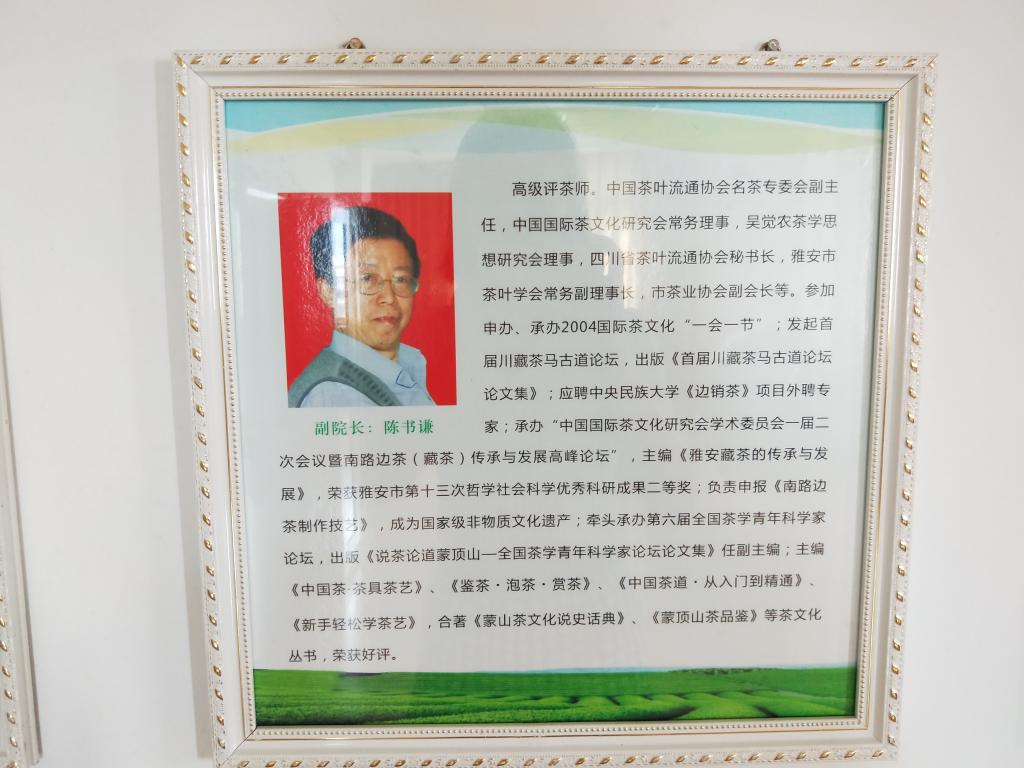 高级评茶师。中国茶叶流通协会名茶专委会副主
任，中国国际茶文化研究会常务理事，吴觉农茶学思
想研究会理事，四川省茶叶流通协会秘书长，雅安市
茶叶学会常务副理事长，市茶业协会副会长等。参加
申办、承办2004国际茶文化“一会一节”；发起首
届川藏茶马古道论坛，出版《首届川藏茶马古道论坛
论文集》；应聘中央民族大学《边销茶》项目外聘专
家；承办“中国国际茶文化研究会学术委员会一届二
副院长：陈书谦
次会议暨南路边茶（藏茶）传承与发展高峰论坛”，主编《雅安藏茶的传承与发
展》，荣获雅安市第十三次哲学社会科学优秀科研成果二等奖；负责申报《南路边
茶制作技艺》，成为国家级非物质文化遗产；牵头承办第六届全国茶学青年科学家
论坛，出版《说茶论道蒙顶山—全国茶学青年科学家论坛论文集》任副主编；主编
《中国茶·茶具茶艺》、《鉴茶·泡茶·赏茶》、《中国茶道·从入门到精通》、
《新手轻松学茶艺》，合著《蒙山茶文化说史话典》、《蒙顶山茶品鉴》等茶文化
丛书，荣获好评。